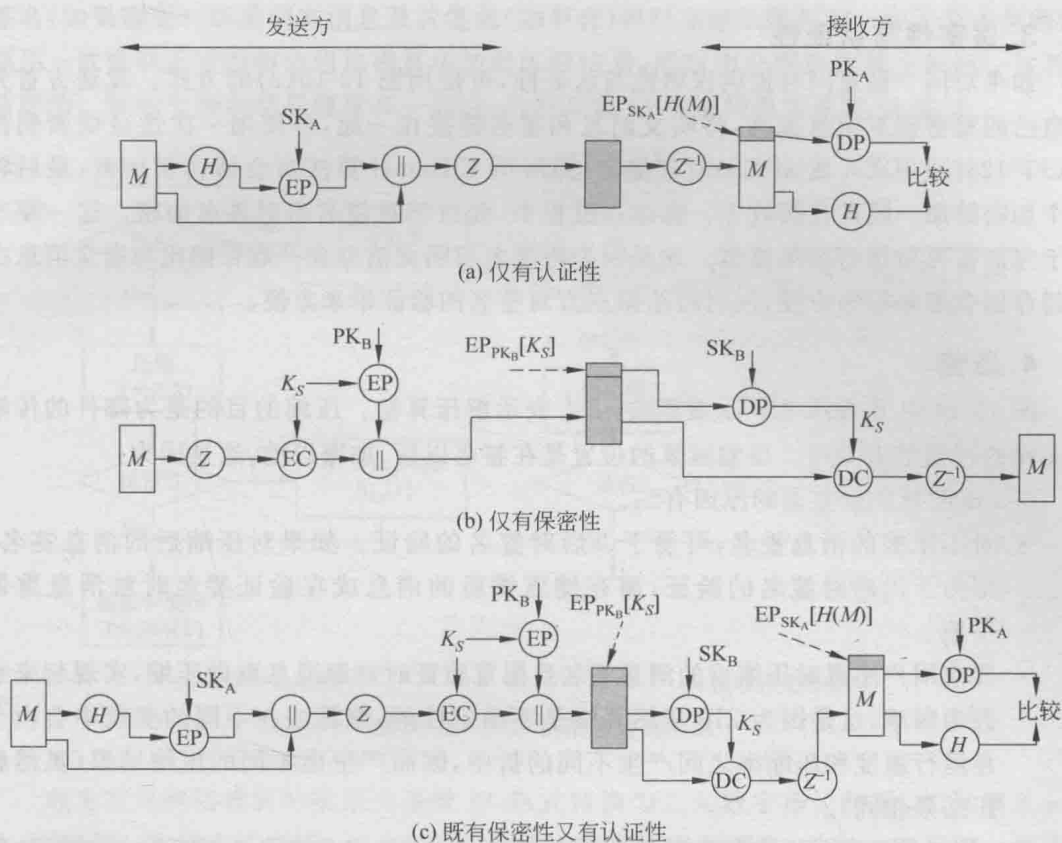 发送方
接收方
PK_A
EP_{SK_A}[H(M)]
SK_A
M
H
EP
||
Z
Z^{-1}
M
DP
H
比较
(a) 仅有认证性
PK_B
EP_{PK_B}[K_S]
SK_B
K_S
EP
DP
K_S
M
Z
EC
||
DC
Z^{-1}
M
(b) 仅有保密性
PK_B
EP_{PK_B}[K_S]
EP_{SK_A}[H(M)]
PK_A
K_S
EP
SK_A
SK_B
DP
M
H
EP
||
Z
EC
||
DP
K_S
M
H
比较
DC
Z^{-1}
(c) 既有保密性又有认证性